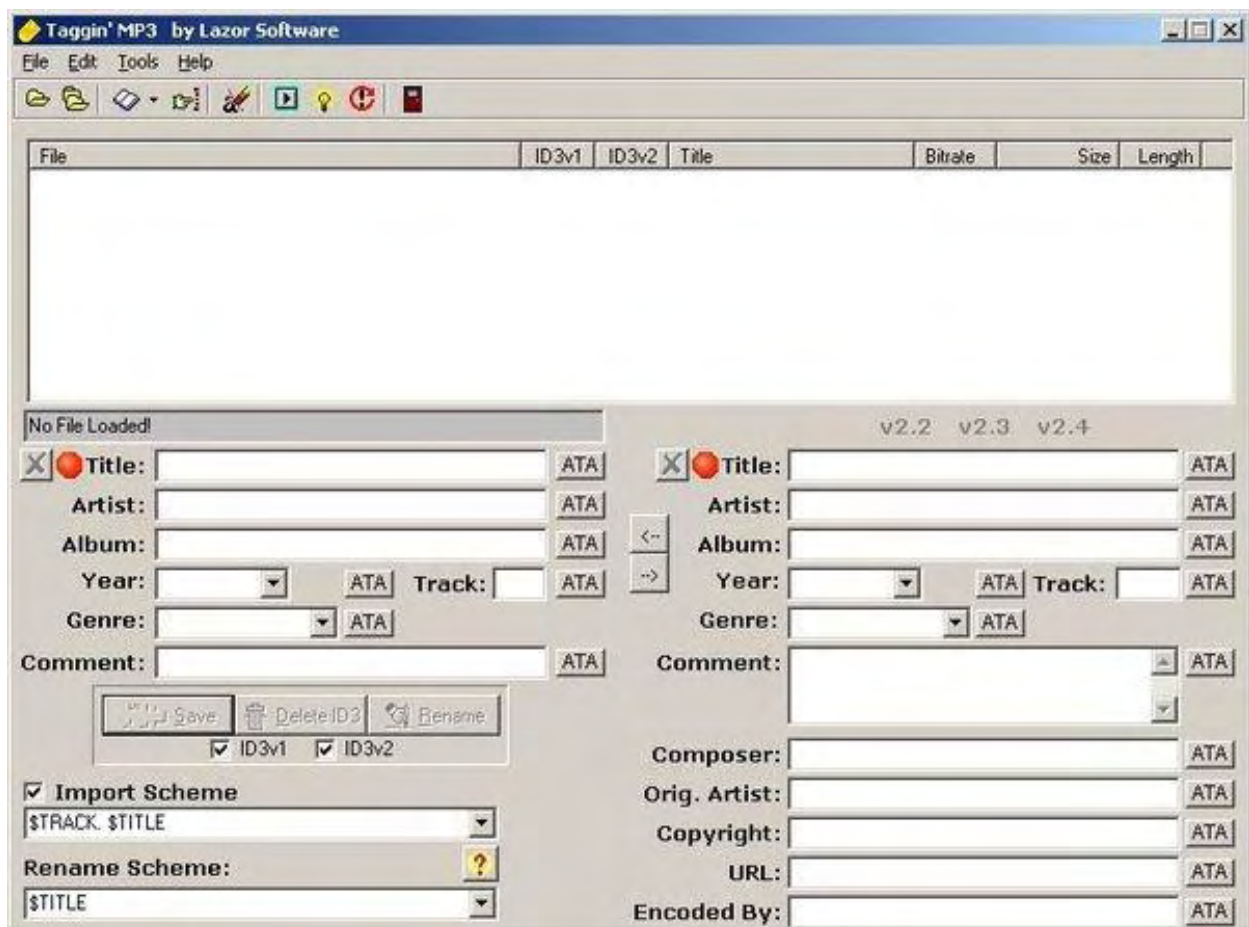 Taggin' MP3 by Lazor Software
File Edit Tools Help
File ID3v1 ID3v2 Title Bitrate Size Length
No File Loaded!
v2.2 v2.3 v2.4
Title: ATA Title: ATA
Artist: ATA Artist: ATA
<--
Album: ATA Album: ATA
-->
Year: ATA Track: ATA Year: ATA Track: ATA
Genre: ATA Genre: ATA
Comment: ATA Comment: ATA
Save Delete ID3 Rename
ID3v1 ID3v2
Composer: ATA
Import Scheme
Orig. Artist: ATA
$TRACK. $TITLE
Copyright: ATA
Rename Scheme: ?
URL: ATA
$TITLE
Encoded By: ATA